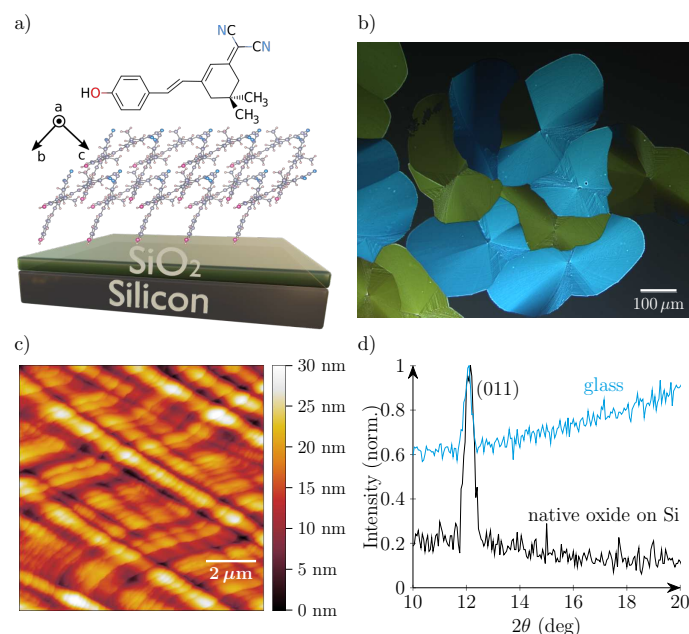 a)
NC
CN
HO
CH₃
CH₃
a
b
c
SiO₂
Silicon
b)
100 μm
c)
30 nm
25 nm
20 nm
15 nm
10 nm
5 nm
0 nm
2 μm
d)
Intensity (norm.)
1
0.8
0.6
0.4
0.2
(011)
glass
native oxide on Si
10
12
14
16
18
20
2θ (deg)